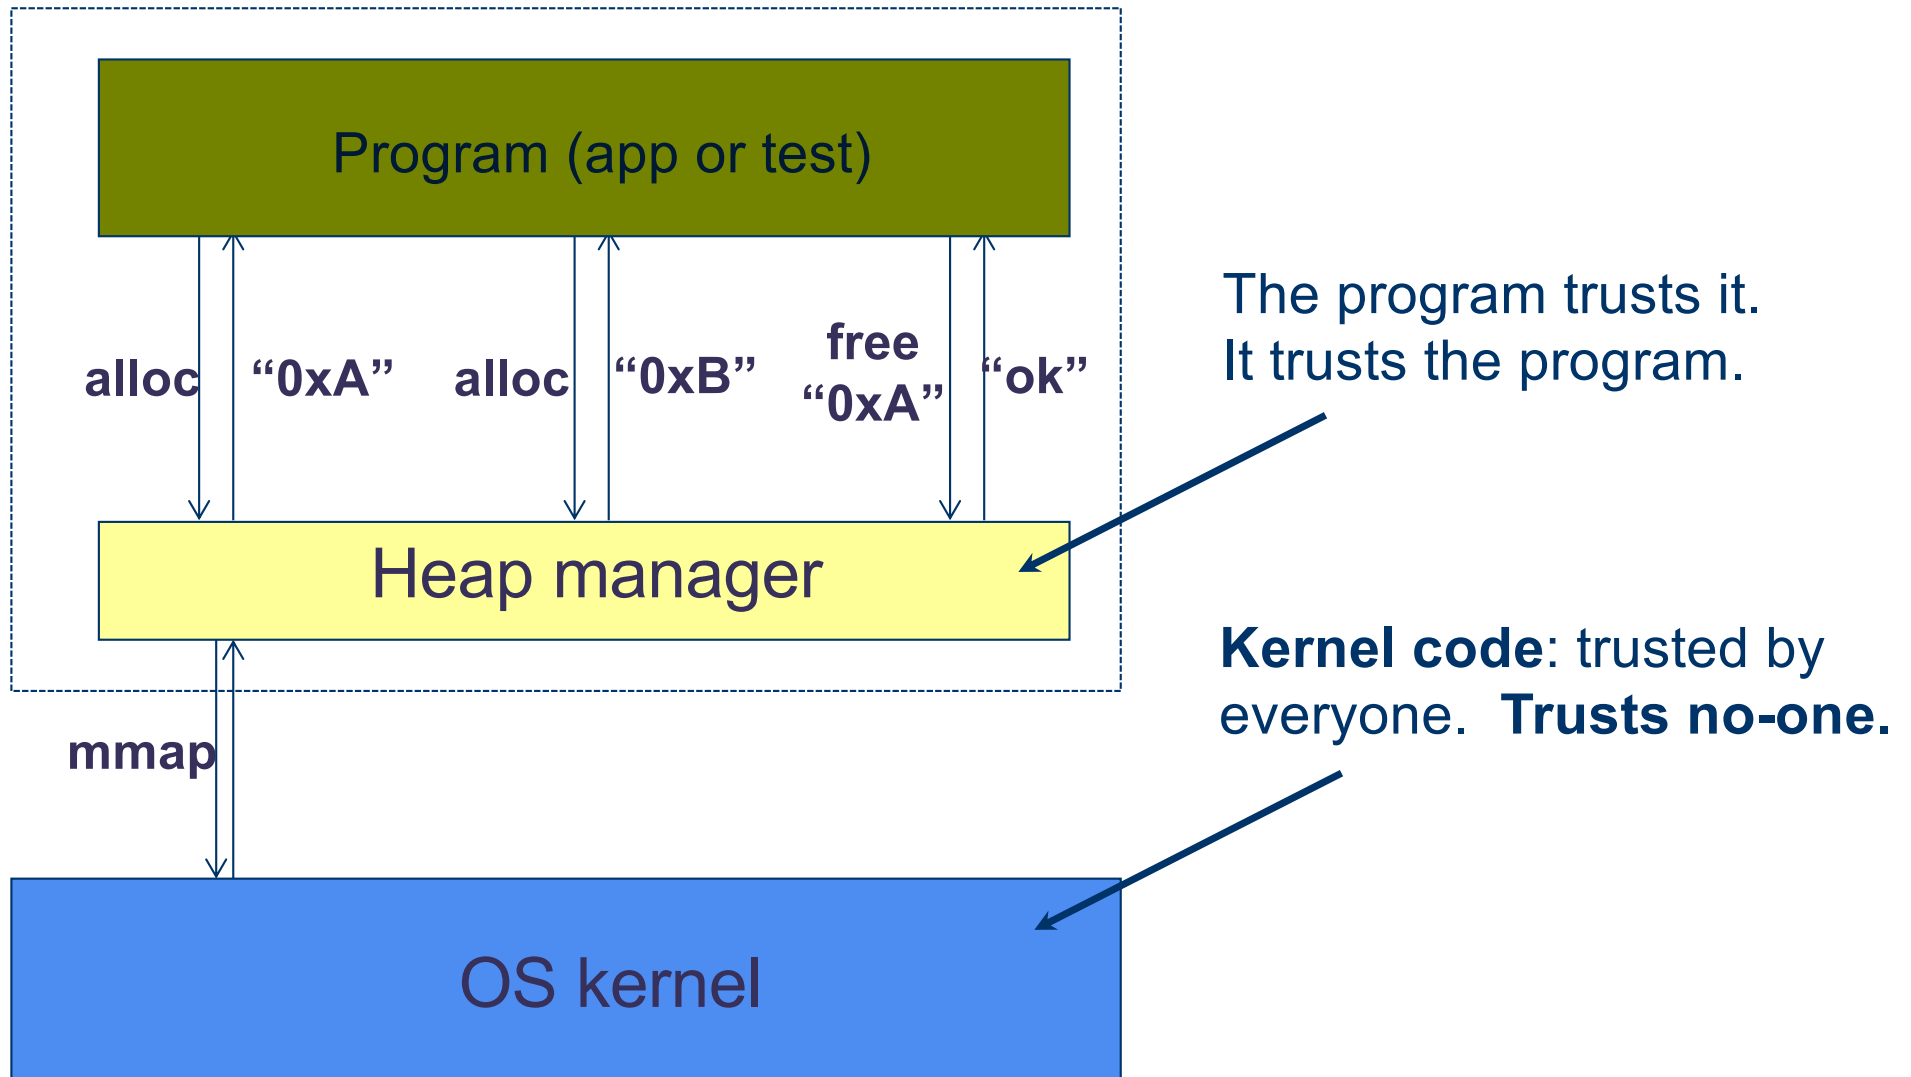 Program (app or test)
alloc
“0xA”
alloc
“0xB”
free
“0xA”
“ok”
The program trusts it.
It trusts the program.
Heap manager
Kernel code: trusted by
everyone. Trusts no-one.
mmap
OS kernel